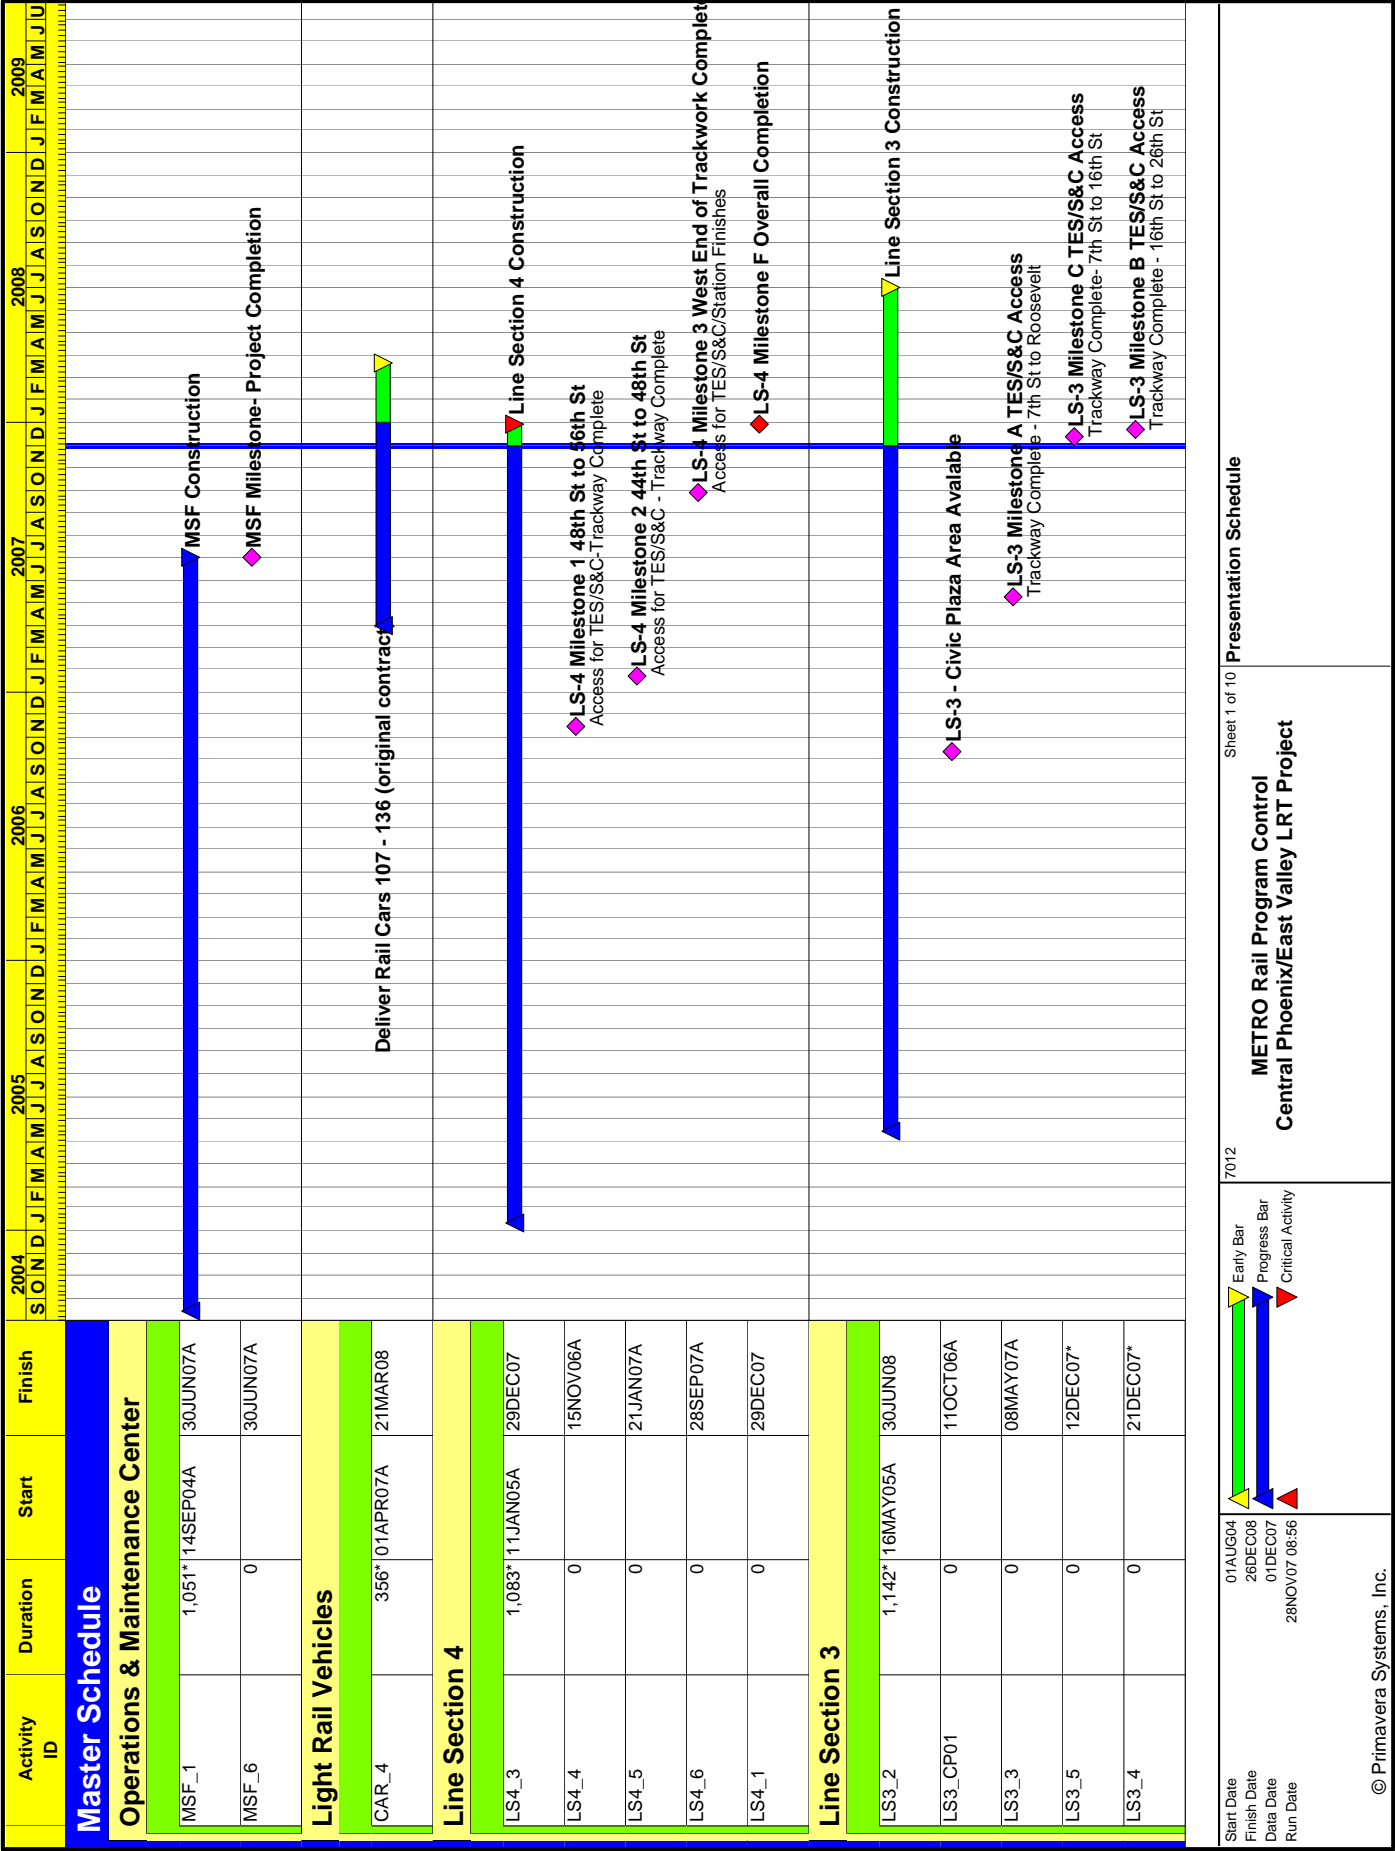 Activity ID Duration Start Finish 2004 2005 2006 2007 2008 2009
S O N D J F M A M J J A S O N D J F M A M J J A S O N D J F M A M J J A S O N D J F M A M J J A S O N D J F M A M J U
Master Schedule
Operations & Maintenance Center
MSF_1 1,051* 14SEP04A 30JUN07A MSF Construction
MSF_6 0 30JUN07A MSF Milestone- Project Completion
Light Rail Vehicles
CAR_4 356* 01APR07A 21MAR08 Deliver Rail Cars 107 - 136 (original contract
Line Section 4
LS4_3 1,083* 11JAN05A 29DEC07 Line Section 4 Construction
LS4_4 0 15NOV06A LS-4 Milestone 1 48th St to 56th St
Access for TES/S&C-Trackway Complete
LS4_5 0 21JAN07A LS-4 Milestone 2 44th St to 48th St
Access for TES/S&C - Trackway Complete
LS4_6 0 28SEP07A LS-4 Milestone 3 West End of Trackwork Complet
Access for TES/S&C/Station Finishes
LS4_1 0 29DEC07 LS-4 Milestone F Overall Completion
Line Section 3
LS3_2 1,142* 16MAY05A 30JUN08 Line Section 3 Construction
LS3_CP01 0 11OCT06A LS-3 - Civic Plaza Area Avalable
LS3_3 0 08MAY07A LS-3 Milestone A TES/S&C Access
Trackway Complete - 7th St to Roosevelt
LS3_5 0 12DEC07* LS-3 Milestone C TES/S&C Access
Trackway Complete- 7th St to 16th St
LS3_4 0 21DEC07* LS-3 Milestone B TES/S&C Access
Trackway Complete - 16th St to 26th St
Start Date 01AUG04
Finish Date 26DEC08
Data Date 01DEC07
Run Date 28NOV07 08:56
© Primavera Systems, Inc.
Early Bar
Progress Bar
Critical Activity
7012
Sheet 1 of 10
METRO Rail Program Control
Central Phoenix/East Valley LRT Project
Presentation Schedule